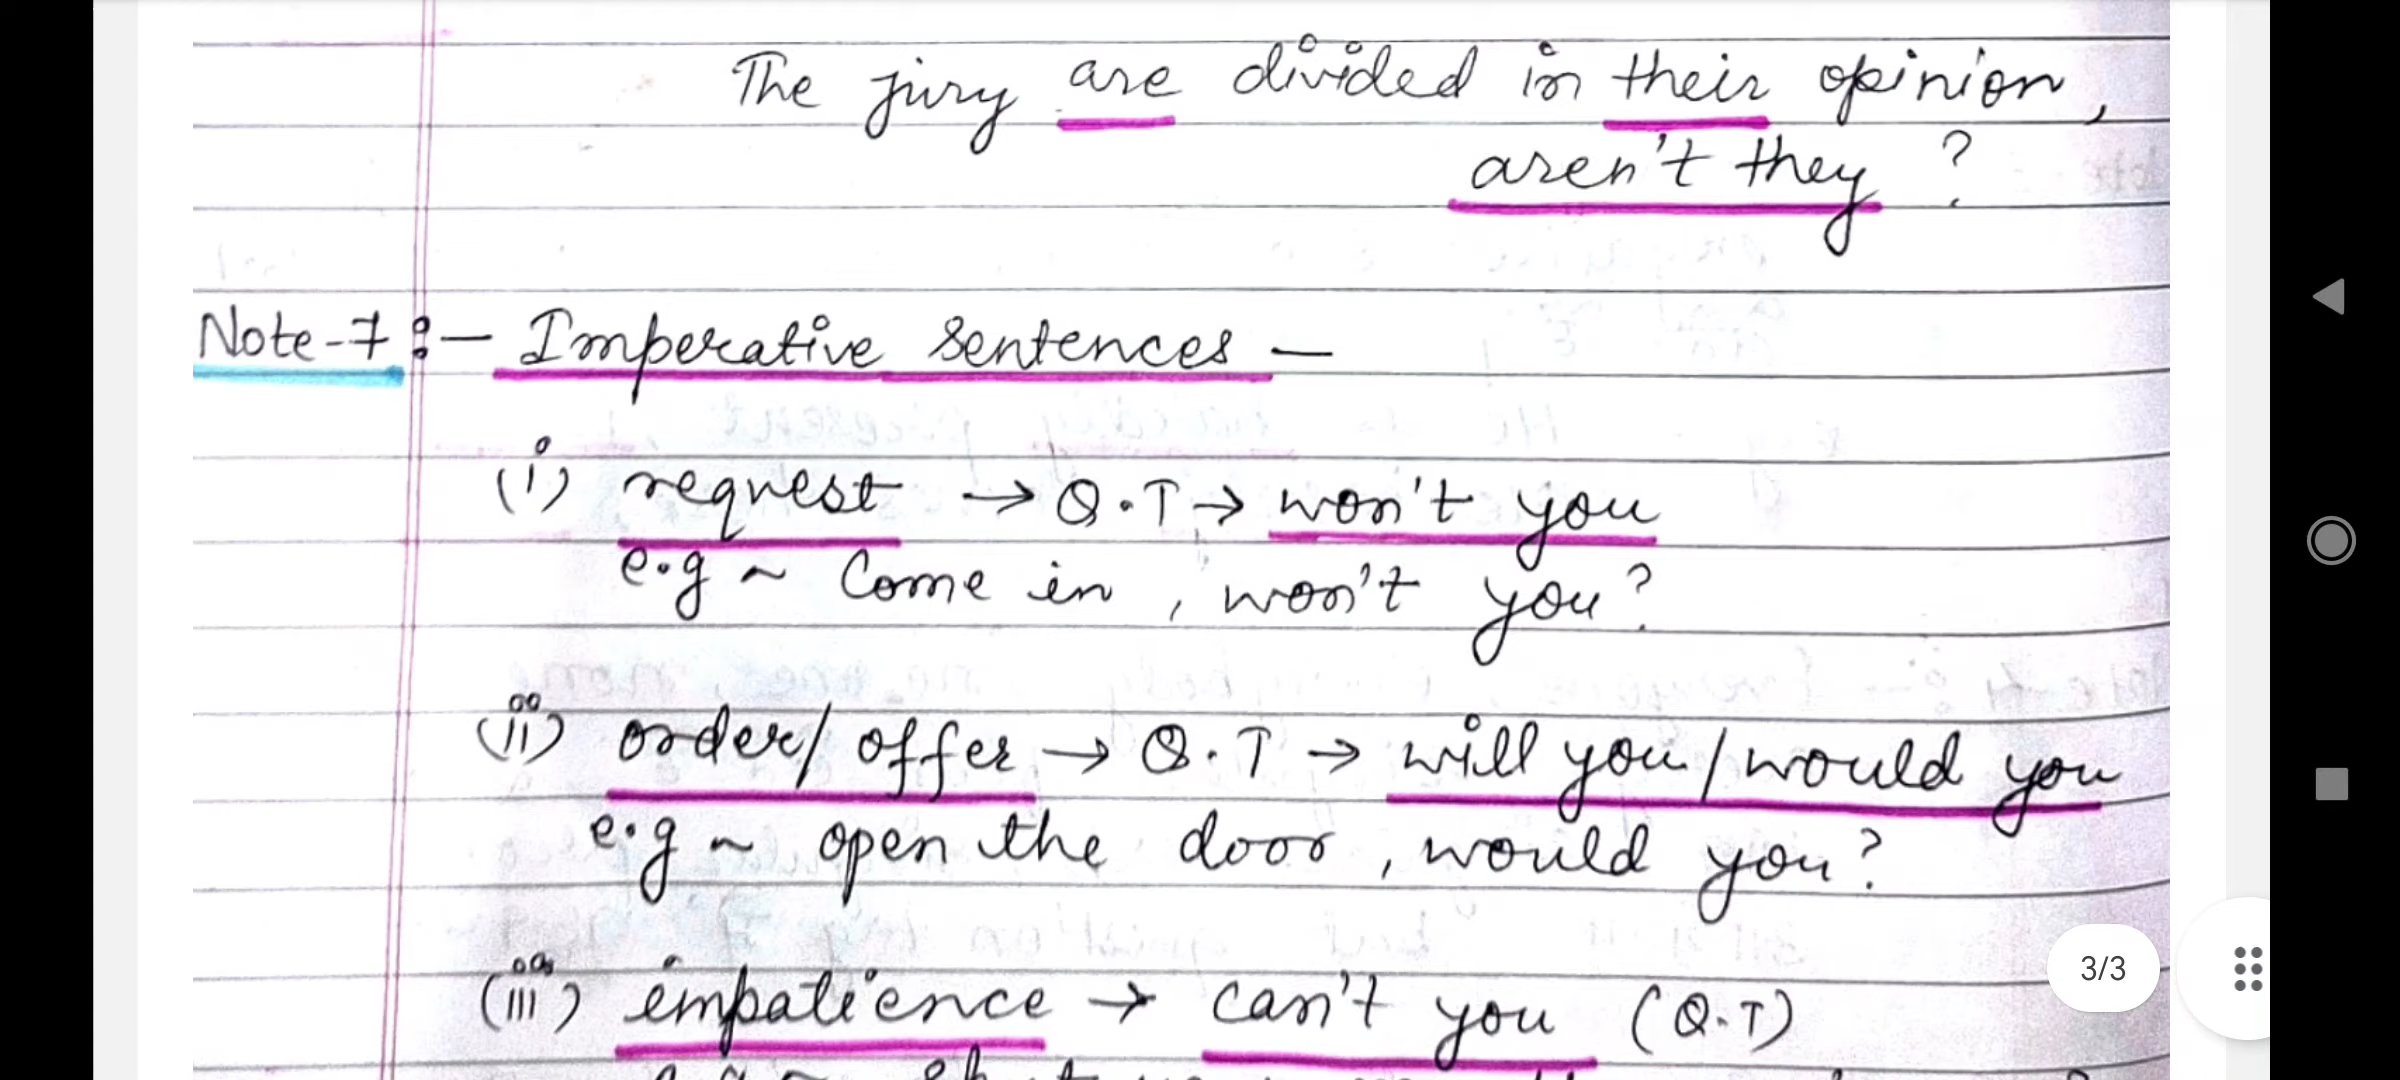 The jury are divided in their opinion,
aren't they ?
Note-7 :- Imperative sentences -
(i) request → Q.T → won't you
e.g ~ Come in , won't you?
(ii) order/ offer → Q.T → will you / would you
e.g ~ open the door , would you?
(iii) impatience → can't you (Q.T)
3/3